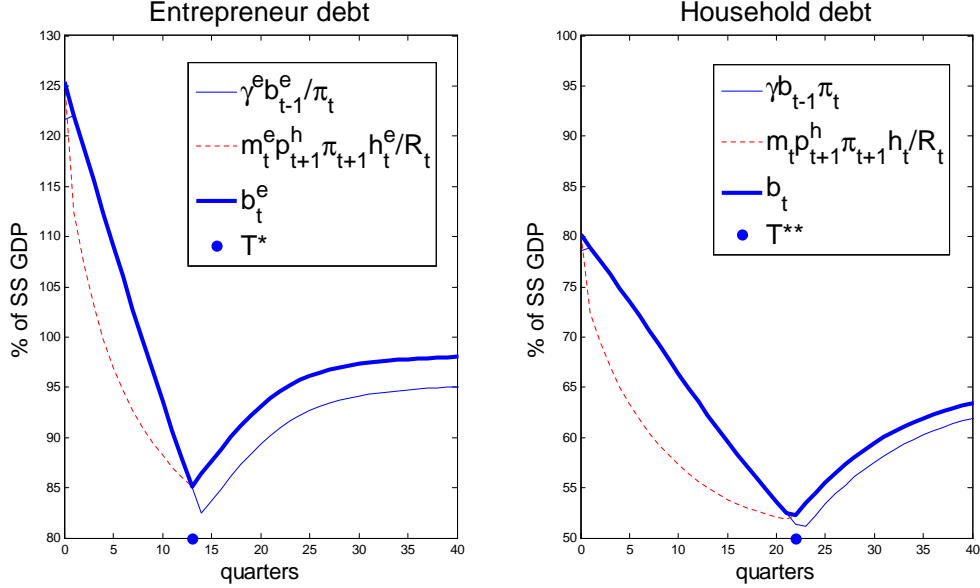 Entrepreneur debt
130
125
120
115
110
105
100
95
90
85
80
% of SS GDP
0 5 10 15 20 25 30 35 40
quarters
γ^e b^e_{t-1}/π_t
m^e_t p^h_{t+1} π_{t+1} h^e_t/R_t
b^e_t
T*
Household debt
100
95
90
85
80
75
70
65
60
55
50
% of SS GDP
0 5 10 15 20 25 30 35 40
quarters
γb_{t-1} π_t
m_t p^h_{t+1} π_{t+1} h_t/R_t
b_t
T**